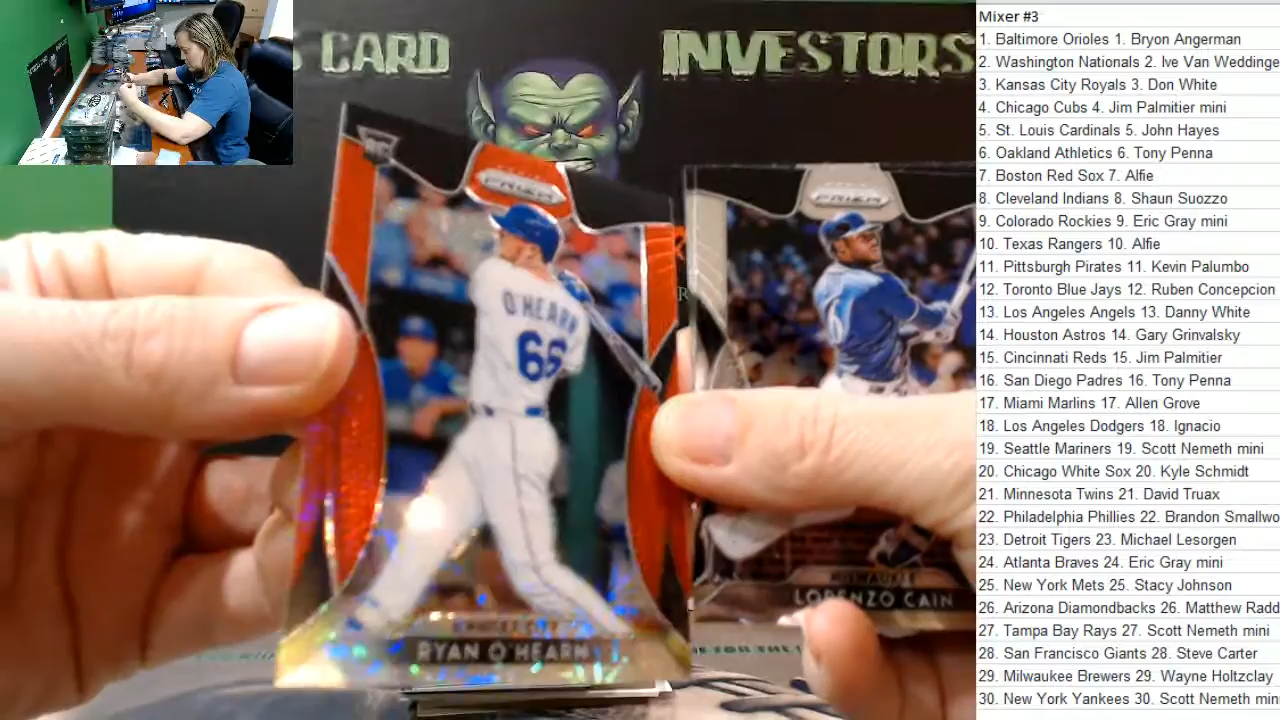 S CARD INVESTORS
RC
PRIZM
PRIZM
O'HEARN
66
6
RYAN O'HEARN
MILWAUKEE
LORENZO CAIN
Mixer #3
1. Baltimore Orioles 1. Bryon Angerman
2. Washington Nationals 2. Ive Van Weddinge
3. Kansas City Royals 3. Don White
4. Chicago Cubs 4. Jim Palmitier mini
5. St. Louis Cardinals 5. John Hayes
6. Oakland Athletics 6. Tony Penna
7. Boston Red Sox 7. Alfie
8. Cleveland Indians 8. Shaun Suozzo
9. Colorado Rockies 9. Eric Gray mini
10. Texas Rangers 10. Alfie
11. Pittsburgh Pirates 11. Kevin Palumbo
12. Toronto Blue Jays 12. Ruben Concepcion
13. Los Angeles Angels 13. Danny White
14. Houston Astros 14. Gary Grinvalsky
15. Cincinnati Reds 15. Jim Palmitier
16. San Diego Padres 16. Tony Penna
17. Miami Marlins 17. Allen Grove
18. Los Angeles Dodgers 18. Ignacio
19. Seattle Mariners 19. Scott Nemeth mini
20. Chicago White Sox 20. Kyle Schmidt
21. Minnesota Twins 21. David Truax
22. Philadelphia Phillies 22. Brandon Smallwo
23. Detroit Tigers 23. Michael Lesorgen
24. Atlanta Braves 24. Eric Gray mini
25. New York Mets 25. Stacy Johnson
26. Arizona Diamondbacks 26. Matthew Radd
27. Tampa Bay Rays 27. Scott Nemeth mini
28. San Francisco Giants 28. Steve Carter
29. Milwaukee Brewers 29. Wayne Holtzclay
30. New York Yankees 30. Scott Nemeth min